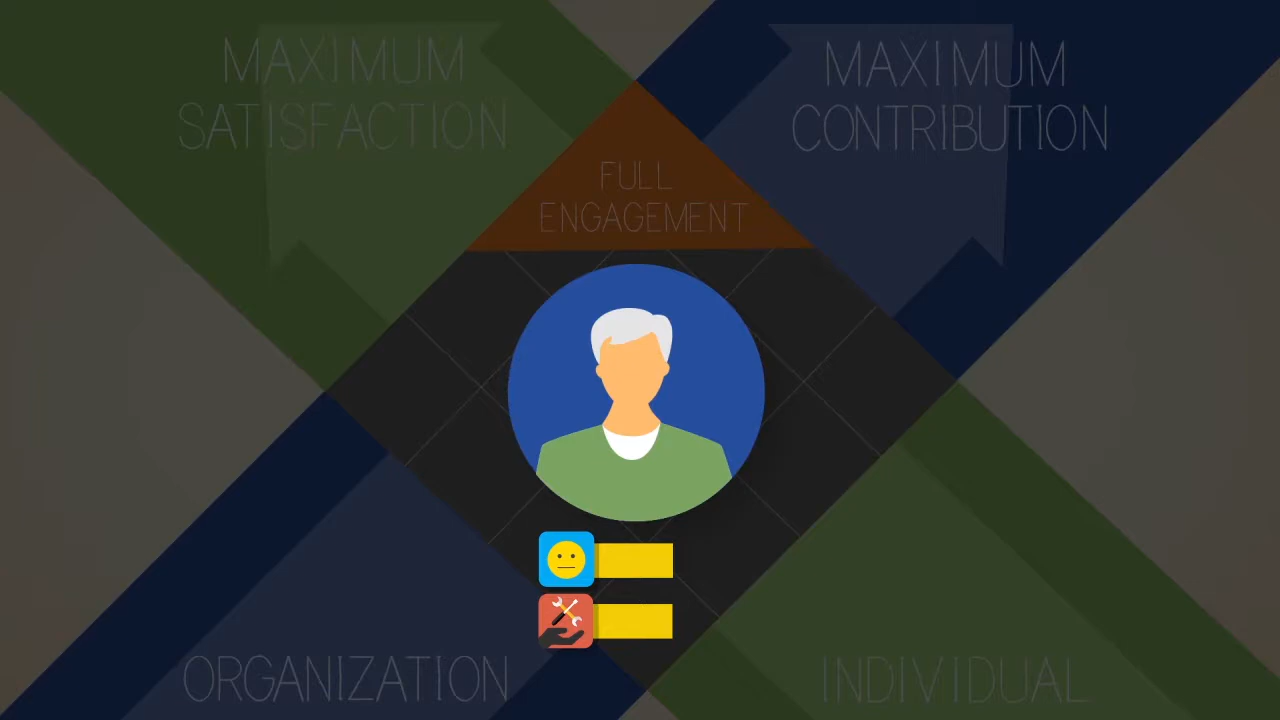 MAXIMUM
SATISFACTION
MAXIMUM
CONTRIBUTION
FULL
ENGAGEMENT
ORGANIZATION
INDIVIDUAL